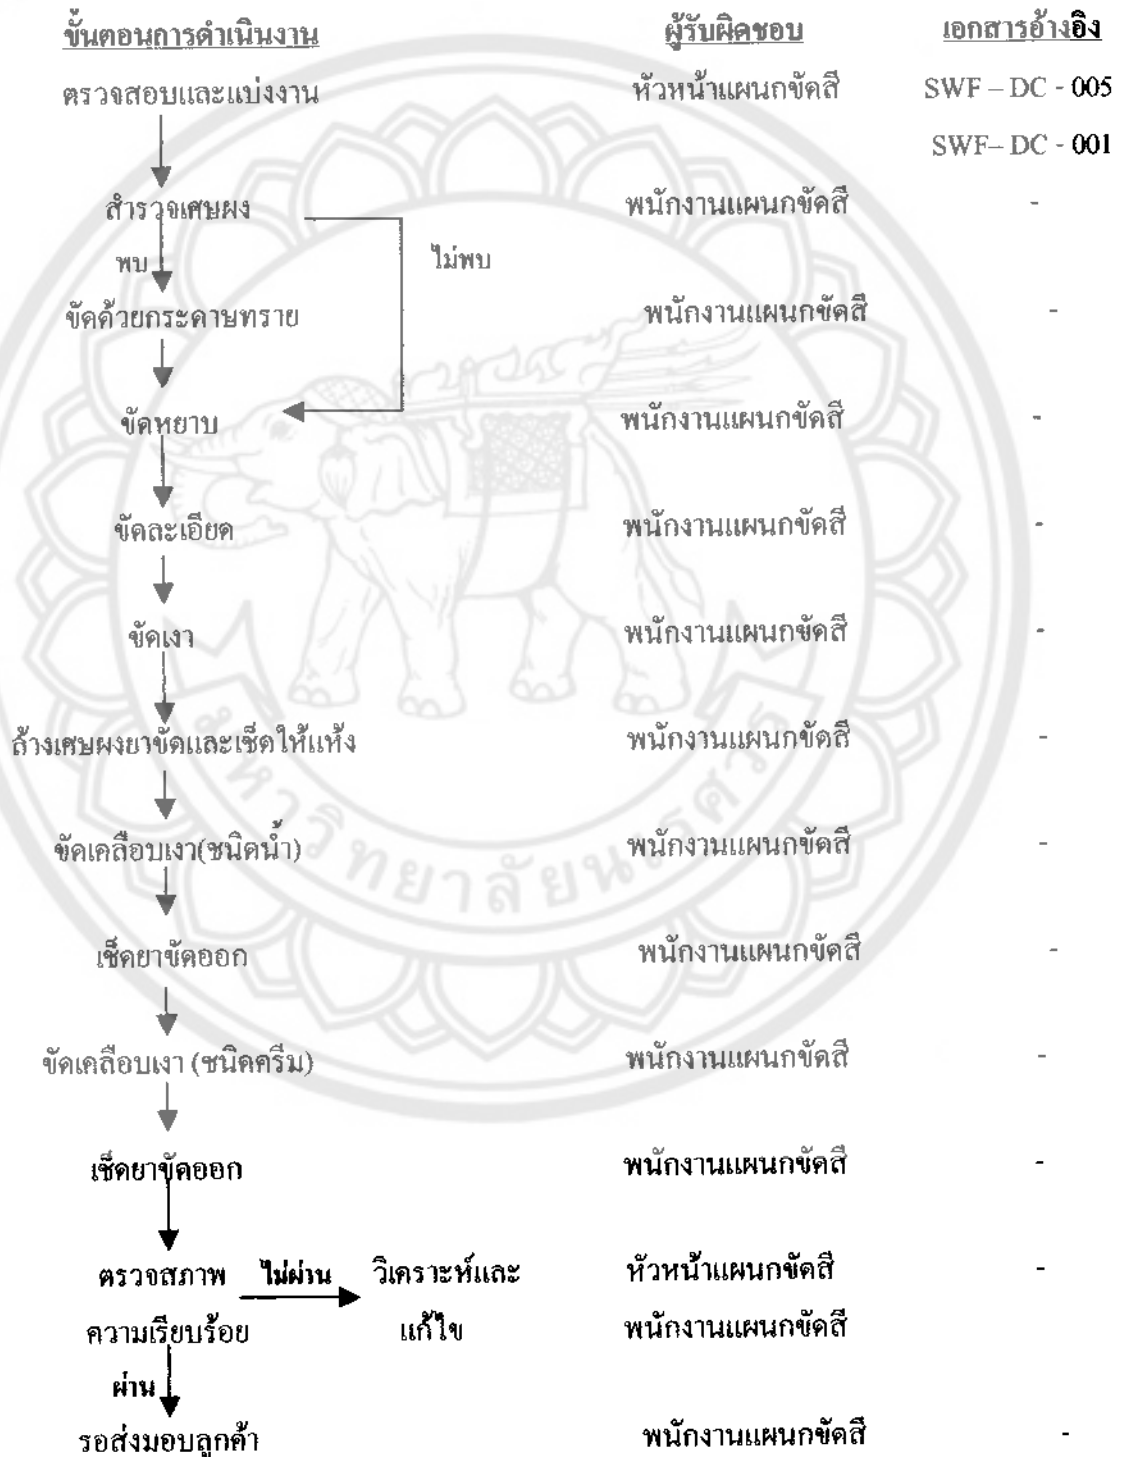 ขั้นตอนการดำเนินงาน ผู้รับผิดชอบ เอกสารอ้างอิง
ตรวจสอบและแบ่งงาน หัวหน้าแผนกขัดสี SWF – DC - 005
SWF– DC - 001
สำรวจเศษผง พนักงานแผนกขัดสี -
พบ ไม่พบ
ขัดด้วยกระดาษทราย พนักงานแผนกขัดสี -
ขัดหยาบ พนักงานแผนกขัดสี -
ขัดละเอียด พนักงานแผนกขัดสี -
ขัดเงา พนักงานแผนกขัดสี -
ล้างเศษผงยาขัดและเช็ดให้แห้ง พนักงานแผนกขัดสี -
ขัดเคลือบเงา(ชนิดน้ำ) พนักงานแผนกขัดสี -
เช็ดยาขัดออก พนักงานแผนกขัดสี -
ขัดเคลือบเงา (ชนิดครีม) พนักงานแผนกขัดสี -
เช็ดยาขัดออก พนักงานแผนกขัดสี -
ตรวจสภาพ ไม่ผ่าน วิเคราะห์และ หัวหน้าแผนกขัดสี -
ความเรียบร้อย แก้ไข พนักงานแผนกขัดสี
ผ่าน
รอส่งมอบลูกค้า พนักงานแผนกขัดสี -
มหาวิทยาลัยนเรศวร